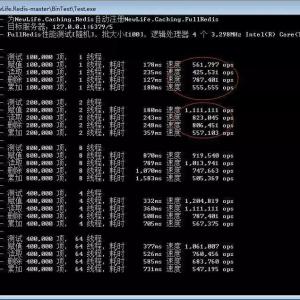 Life.Redis-master\BinTest\Test.exe
为NewLife.Caching.Redis自动注册NewLife.Caching.FullRedis
目标服务器:127.0.0.1:6379/5
FullRedis性能测试[随机],批大小[100],逻辑处理器 4 个 3.298MHz Intel(R) Core(
测试 100,000 项, 1 线程
赋值 100,000 项, 1 线程,耗时 178ms 速度 561,797 ops
读取 100,000 项, 1 线程,耗时 235ms 速度 425,531 ops
删除 100,000 项, 1 线程,耗时 127ms 速度 787,401 ops
累加 100,000 项, 1 线程,耗时 180ms 速度 555,555 ops
测试 200,000 项, 2 线程
赋值 200,000 项, 2 线程,耗时 180ms 速度 1,111,111 ops
读取 200,000 项, 2 线程,耗时 243ms 速度 823,045 ops
删除 200,000 项, 2 线程,耗时 248ms 速度 806,451 ops
累加 200,000 项, 2 线程,耗时 359ms 速度 557,103 ops
测试 800,000 项, 8 线程
赋值 800,000 项, 8 线程,耗时 870ms 速度 919,540 ops
读取 800,000 项, 8 线程,耗时 789ms 速度 1,013,941 ops
删除 800,000 项, 8 线程,耗时 1,070ms 速度 747,663 ops
累加 800,000 项, 8 线程,耗时 1,583ms 速度 505,369 ops
测试 400,000 项, 4 线程
赋值 400,000 项, 4 线程,耗时 332ms 速度 1,204,819 ops
读取 400,000 项, 4 线程,耗时 360ms 速度 1,111,111 ops
删除 400,000 项, 4 线程,耗时 508ms 速度 787,401 ops
累加 400,000 项, 4 线程,耗时 705ms 速度 567,375 ops
测试 400,000 项, 64 线程
赋值 400,000 项, 64 线程,耗时 377ms 速度 1,061,007 ops
读取 400,000 项, 64 线程,耗时 526ms 速度 760,456 ops
删除 400,000 项, 64 线程,耗时 585ms 速度 683,760 ops
累加 400,000 项, 64 线程,耗时 731ms 速度 547,195 ops